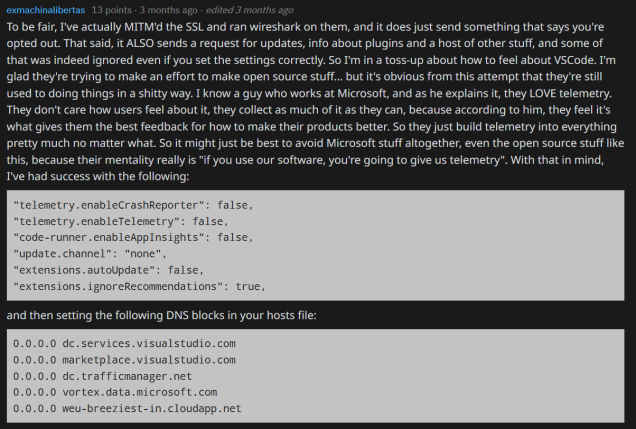 exmachinalibertas 13 points · 3 months ago · edited 3 months ago
To be fair, I've actually MITM'd the SSL and ran wireshark on them, and it does just send something that says you're
opted out. That said, it ALSO sends a request for updates, info about plugins and a host of other stuff, and some of
that was indeed ignored even if you set the settings correctly. So I'm in a toss-up about how to feel about VSCode. I'm
glad they're trying to make an effort to make open source stuff... but it's obvious from this attempt that they're still
used to doing things in a shitty way. I know a guy who works at Microsoft, and as he explains it, they LOVE telemetry.
They don't care how users feel about it, they collect as much of it as they can, because according to him, they feel it's
what gives them the best feedback for how to make their products better. So they just build telemetry into everything
pretty much no matter what. So it might just be best to avoid Microsoft stuff altogether, even the open source stuff like
this, because their mentality really is "if you use our software, you're going to give us telemetry". With that in mind,
I've had success with the following:
"telemetry.enableCrashReporter": false,
"telemetry.enableTelemetry": false,
"code-runner.enableAppInsights": false,
"update.channel": "none",
"extensions.autoUpdate": false,
"extensions.ignoreRecommendations": true,
and then setting the following DNS blocks in your hosts file:
0.0.0.0 dc.services.visualstudio.com
0.0.0.0 marketplace.visualstudio.com
0.0.0.0 dc.trafficmanager.net
0.0.0.0 vortex.data.microsoft.com
0.0.0.0 weu-breeziest-in.cloudapp.net